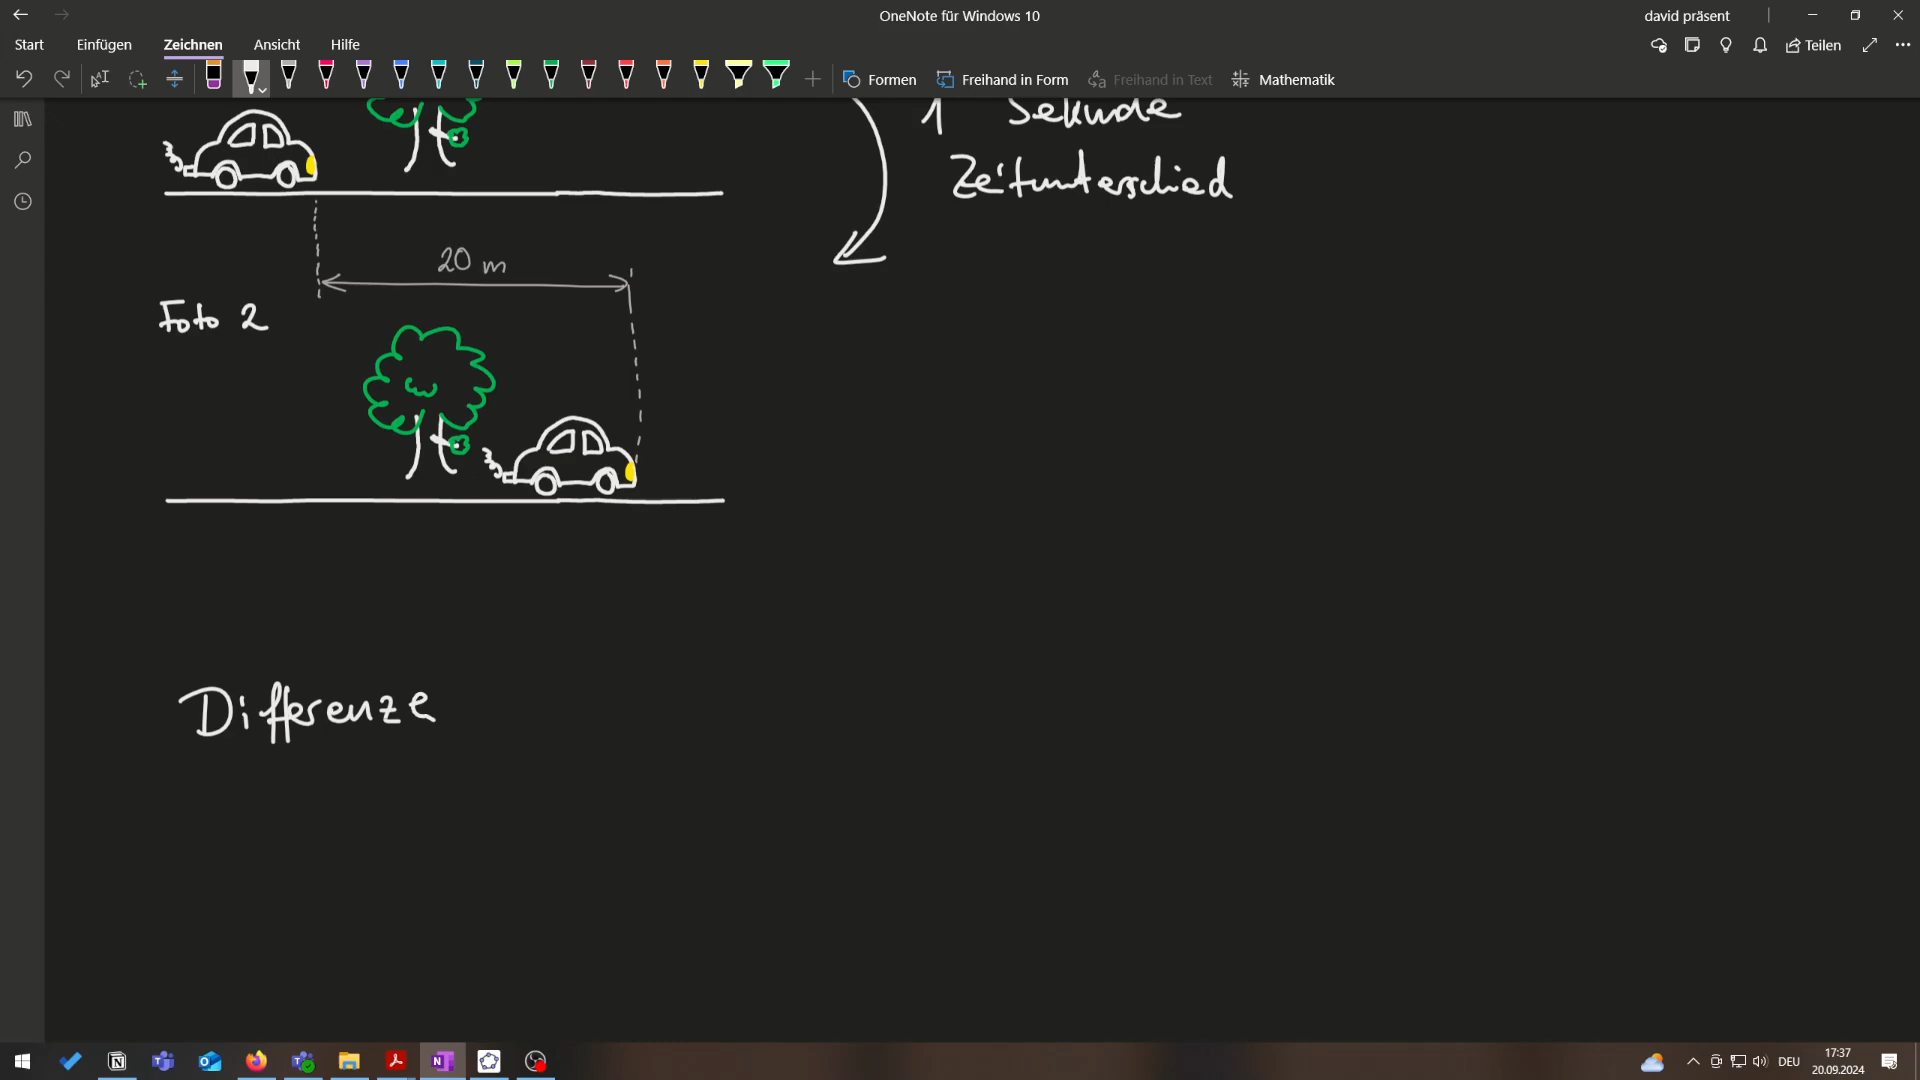 OneNote für Windows 10
david präsent
Start Einfügen Zeichnen Ansicht Hilfe
Teilen
Formen Freihand in Form Freihand in Text Mathematik
1 Sekunde
Zeitunterschied
20 m
Foto 2
Differenze
DEU
17:37
20.09.2024